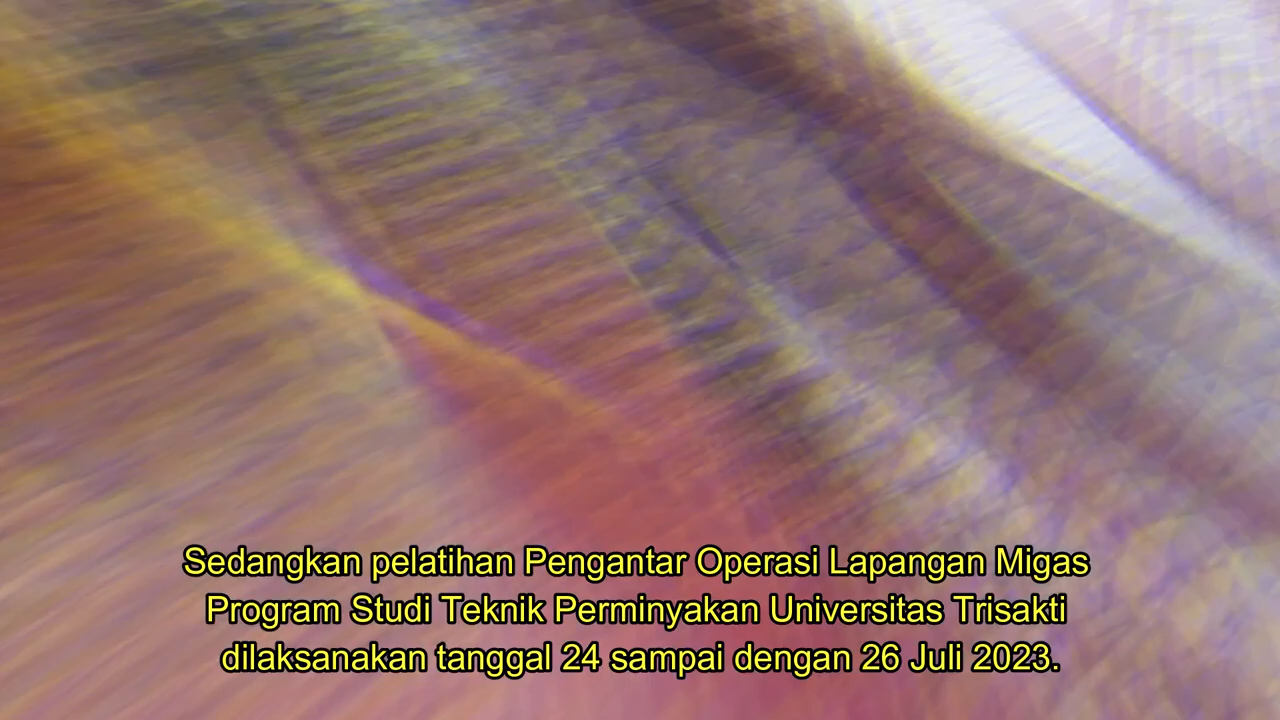 Sedangkan pelatihan Pengantar Operasi Lapangan Migas
Program Studi Teknik Perminyakan Universitas Trisakti
dilaksanakan tanggal 24 sampai dengan 26 Juli 2023.